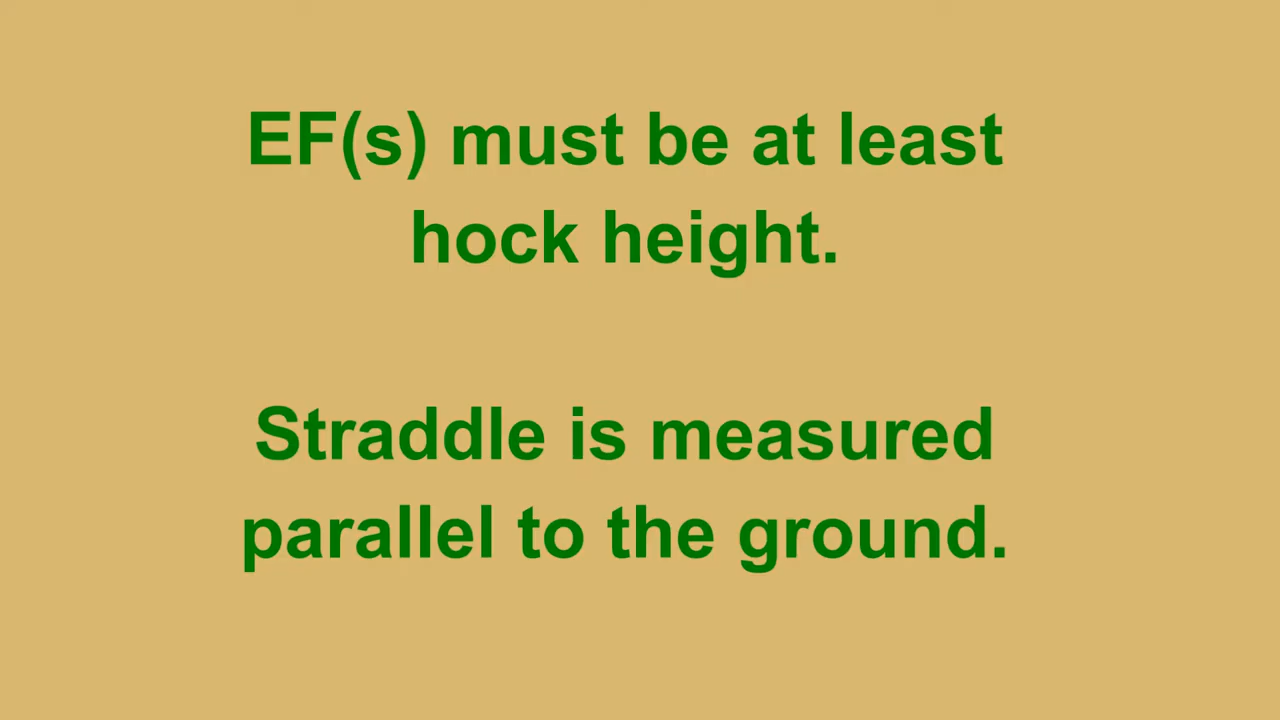 EF(s) must be at least
hock height.
Straddle is measured
parallel to the ground.